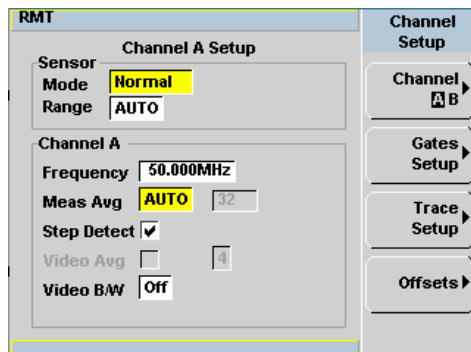 RMT
Channel A Setup
Sensor
Mode Normal
Range AUTO
Channel A
Frequency 50.000MHz
Meas Avg AUTO 32
Step Detect
Video Avg 4
Video B/W Off
Channel
Setup
Channel
A B
Gates
Setup
Trace
Setup
Offsets